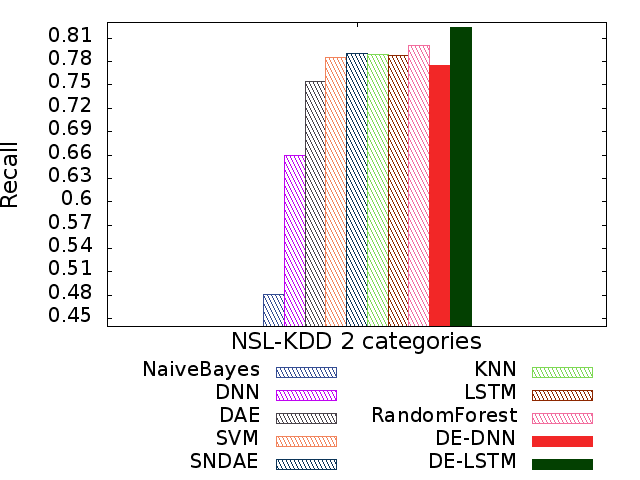 0.81
0.78
0.75
0.72
0.69
0.66
0.63
0.6
0.57
0.54
0.51
0.48
0.45
Recall
NSL-KDD 2 categories
NaiveBayes
DNN
DAE
SVM
SNDAE
KNN
LSTM
RandomForest
DE-DNN
DE-LSTM